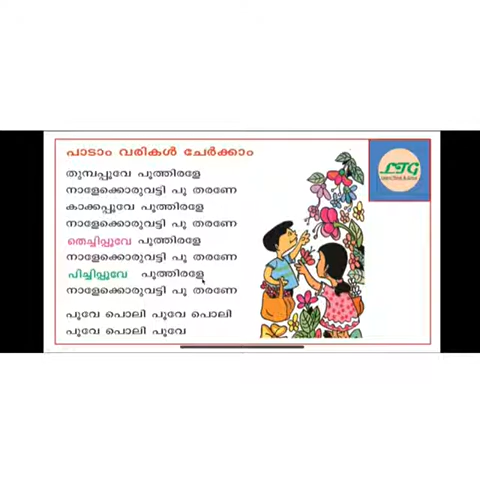 പാടാം വരികൾ ചേർക്കാം
തുമ്പപ്പൂവേ പൂത്തിരളേ
നാളേക്കൊരുവട്ടി പൂ തരണേ
കാക്കപ്പൂവേ പൂത്തിരളേ
നാളേക്കൊരുവട്ടി പൂ തരണേ
തെച്ചിപ്പൂവേ പൂത്തിരളേ
നാളേക്കൊരുവട്ടി പൂ തരണേ
പിച്ചിപ്പൂവേ പൂത്തിരളേ
നാളേക്കൊരുവട്ടി പൂ തരണേ
പൂവേ പൊലി പൂവേ പൊലി
പൂവേ പൊലി പൂവേ
LTG